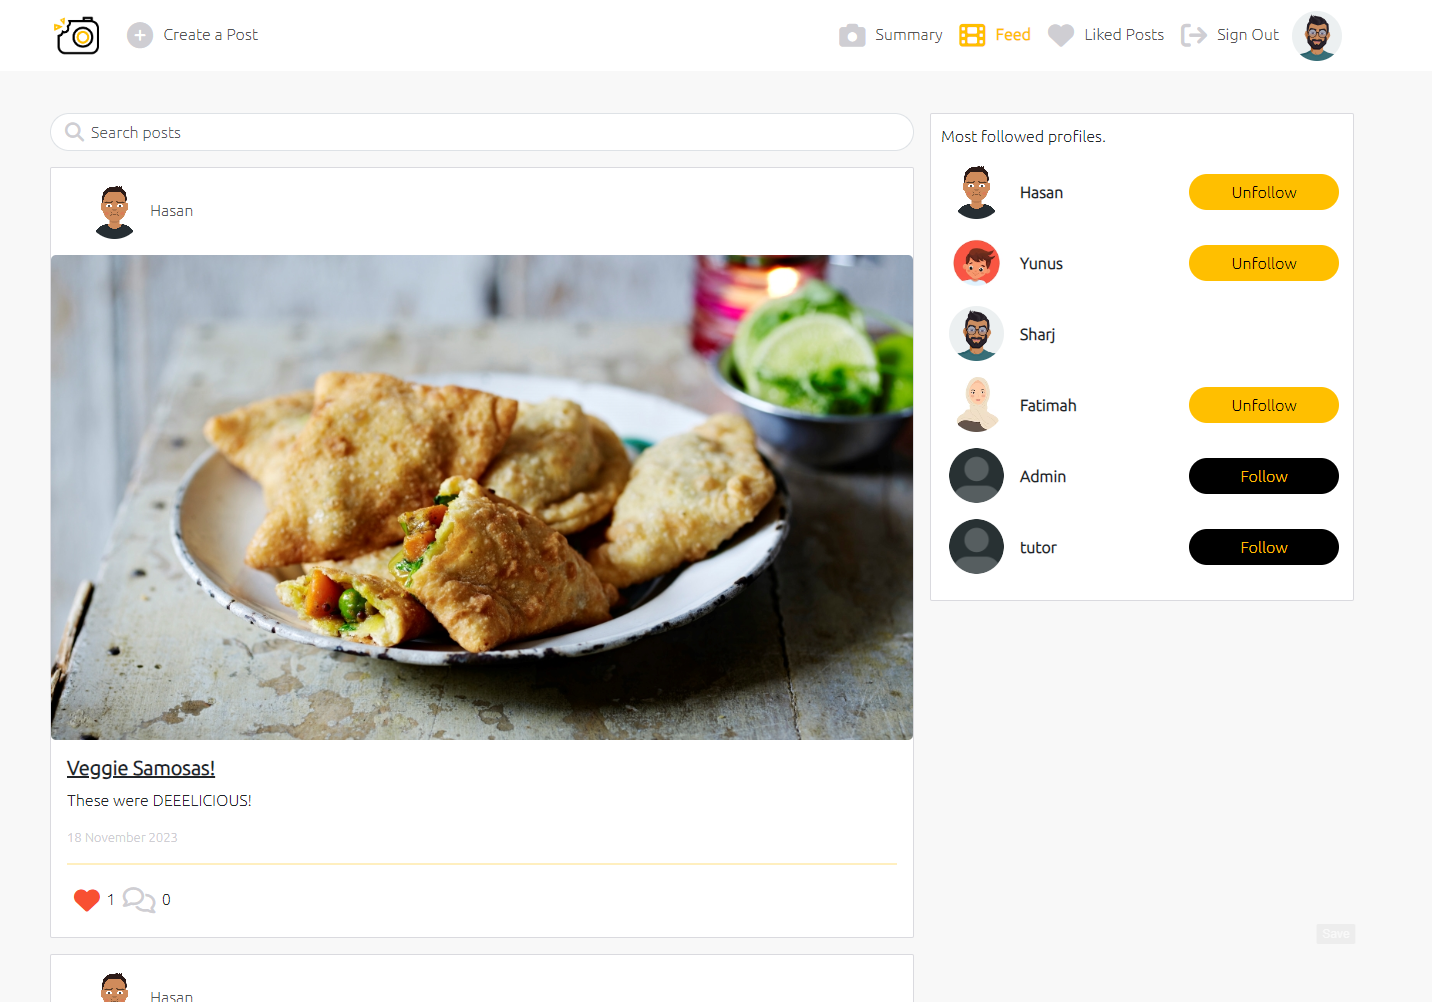 Create a Post
Summary
Feed
Liked Posts
Sign Out
Search posts
Hasan
Veggie Samosas!
These were DEEELICIOUS!
18 November 2023
1
0
Hasan
Most followed profiles.
Hasan
Unfollow
Yunus
Unfollow
Sharj
Fatimah
Unfollow
Admin
Follow
tutor
Follow
Save